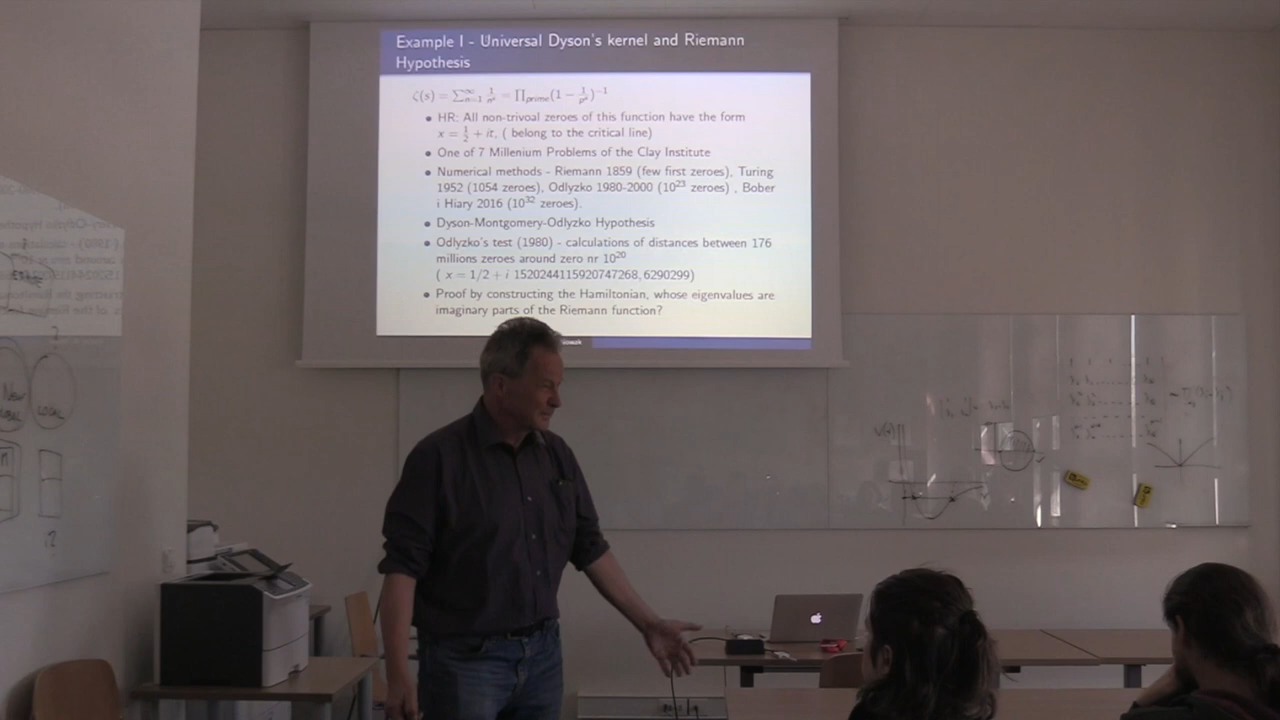 Example I - Universal Dyson's kernel and Riemann
Hypothesis
ζ(s) = ∑_{n=1}^{∞} 1/n^s = ∏_{prime}(1 − 1/p^s)^{-1}
• HR: All non-trivoal zeroes of this function have the form
x = 1/2 + it, ( belong to the critical line)
• One of 7 Millenium Problems of the Clay Institute
• Numerical methods - Riemann 1859 (few first zeroes), Turing
1952 (1054 zeroes), Odlyzko 1980-2000 (10^23 zeroes) , Bober
i Hiary 2016 (10^32 zeroes).
• Dyson-Montgomery-Odlyzko Hypothesis
• Odlyzko's test (1980) - calculations of distances between 176
millions zeroes around zero nr 10^20
( x = 1/2 + i 1520244115920747268, 6290299)
• Proof by constructing the Hamiltonian, whose eigenvalues are
imaginary parts of the Riemann function?
Nowak
LOCAL